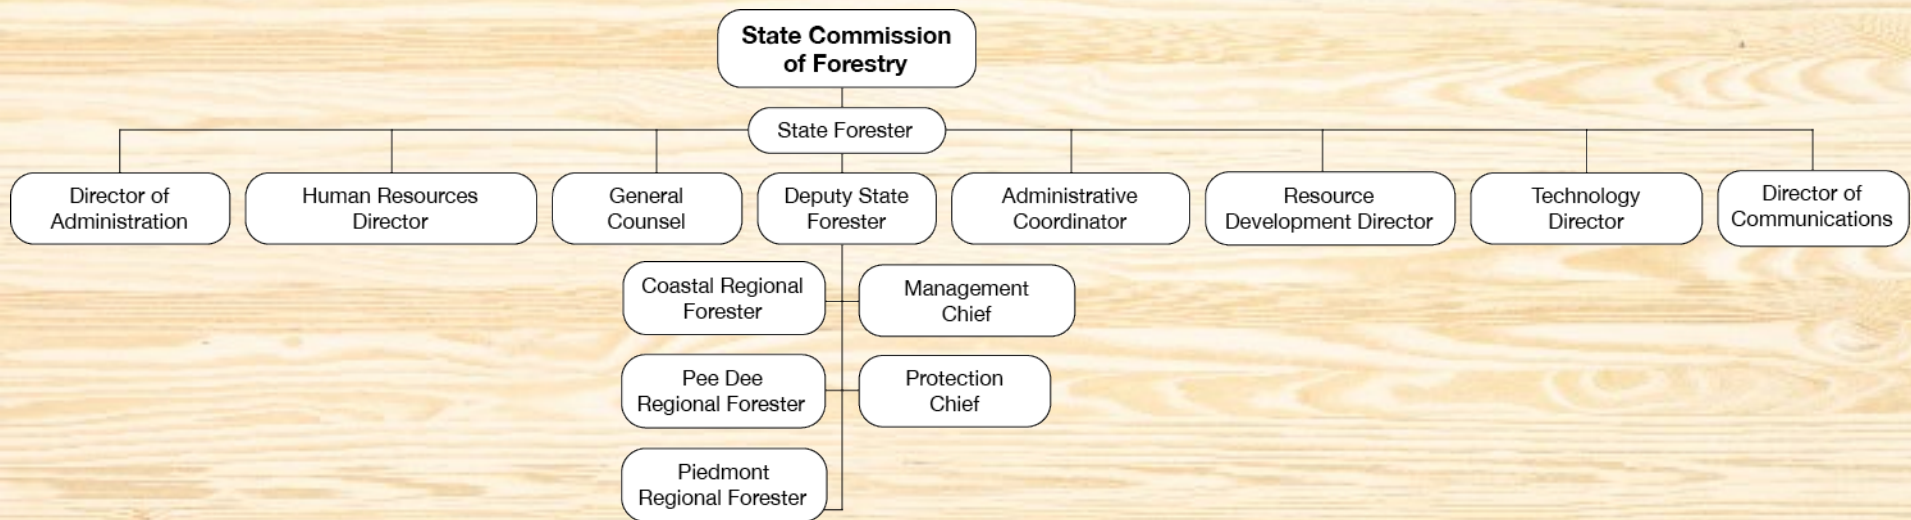 State Commission
of Forestry
State Forester
Director of
Administration
Human Resources
Director
General
Counsel
Deputy State
Forester
Administrative
Coordinator
Resource
Development Director
Technology
Director
Director of
Communications
Coastal Regional
Forester
Management
Chief
Pee Dee
Regional Forester
Protection
Chief
Piedmont
Regional Forester